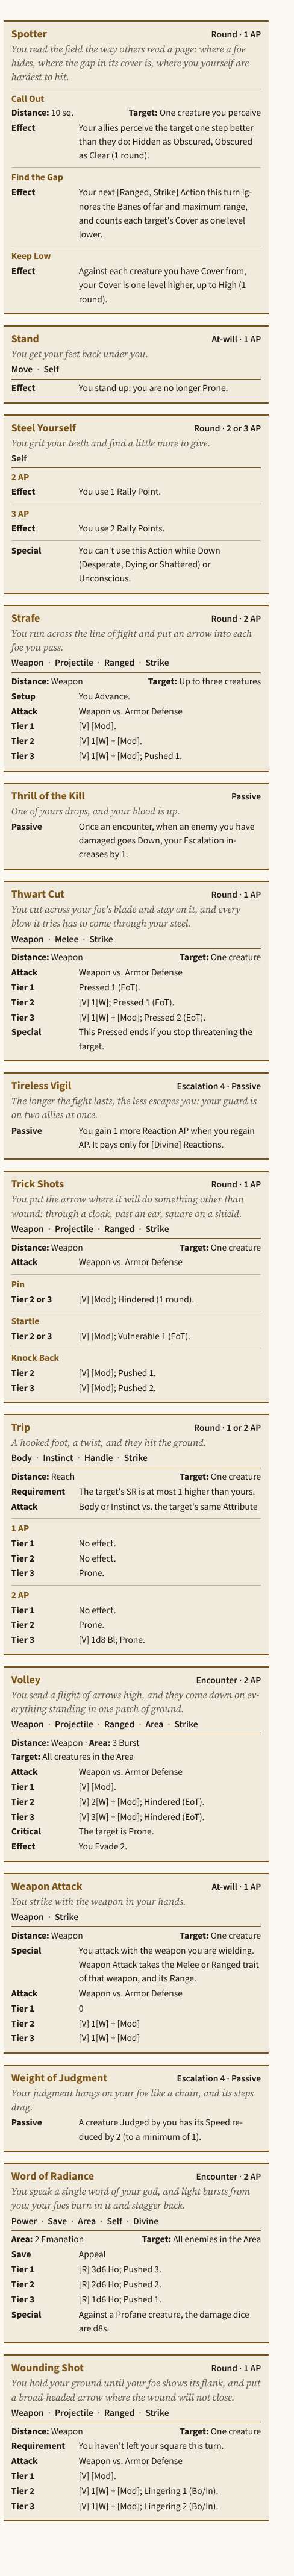 Spotter Round · 1 AP
You read the field the way others read a page: where a foe
hides, where the gap in its cover is, where you yourself are
hardest to hit.
Call Out
Distance: 10 sq. Target: One creature you perceive
Effect Your allies perceive the target one step better
than they do: Hidden as Obscured, Obscured
as Clear (1 round).
Find the Gap
Effect Your next [Ranged, Strike] Action this turn ig-
nores the Banes of far and maximum range,
and counts each target's Cover as one level
lower.
Keep Low
Effect Against each creature you have Cover from,
your Cover is one level higher, up to High (1
round).
Stand At-will · 1 AP
You get your feet back under you.
Move · Self
Effect You stand up: you are no longer Prone.
Steel Yourself Round · 2 or 3 AP
You grit your teeth and find a little more to give.
Self
2 AP
Effect You use 1 Rally Point.
3 AP
Effect You use 2 Rally Points.
Special You can't use this Action while Down
(Desperate, Dying or Shattered) or
Unconscious.
Strafe Round · 2 AP
You run across the line of fight and put an arrow into each
foe you pass.
Weapon · Projectile · Ranged · Strike
Distance: Weapon Target: Up to three creatures
Setup You Advance.
Attack Weapon vs. Armor Defense
Tier 1 [V] [Mod].
Tier 2 [V] 1[W] + [Mod].
Tier 3 [V] 1[W] + [Mod]; Pushed 1.
Thrill of the Kill Passive
One of yours drops, and your blood is up.
Passive Once an encounter, when an enemy you have
damaged goes Down, your Escalation in-
creases by 1.
Thwart Cut Round · 1 AP
You cut across your foe's blade and stay on it, and every
blow it tries has to come through your steel.
Weapon · Melee · Strike
Distance: Weapon Target: One creature
Attack Weapon vs. Armor Defense
Tier 1 Pressed 1 (EoT).
Tier 2 [V] 1[W]; Pressed 1 (EoT).
Tier 3 [V] 1[W] + [Mod]; Pressed 2 (EoT).
Special This Pressed ends if you stop threatening the
target.
Tireless Vigil Escalation 4 · Passive
The longer the fight lasts, the less escapes you: your guard is
on two allies at once.
Passive You gain 1 more Reaction AP when you regain
AP. It pays only for [Divine] Reactions.
Trick Shots Round · 1 AP
You put the arrow where it will do something other than
wound: through a cloak, past an ear, square on a shield.
Weapon · Projectile · Ranged · Strike
Distance: Weapon Target: One creature
Attack Weapon vs. Armor Defense
Pin
Tier 2 or 3 [V] [Mod]; Hindered (1 round).
Startle
Tier 2 or 3 [V] [Mod]; Vulnerable 1 (EoT).
Knock Back
Tier 2 [V] [Mod]; Pushed 1.
Tier 3 [V] [Mod]; Pushed 2.
Trip Round · 1 or 2 AP
A hooked foot, a twist, and they hit the ground.
Body · Instinct · Handle · Strike
Distance: Reach Target: One creature
Requirement The target's SR is at most 1 higher than yours.
Attack Body or Instinct vs. the target's same Attribute
1 AP
Tier 1 No effect.
Tier 2 No effect.
Tier 3 Prone.
2 AP
Tier 1 No effect.
Tier 2 Prone.
Tier 3 [V] 1d8 Bl; Prone.
Volley Encounter · 2 AP
You send a flight of arrows high, and they come down on ev-
erything standing in one patch of ground.
Weapon · Projectile · Ranged · Area · Strike
Distance: Weapon · Area: 3 Burst
Target: All creatures in the Area
Attack Weapon vs. Armor Defense
Tier 1 [V] [Mod].
Tier 2 [V] 2[W] + [Mod]; Hindered (EoT).
Tier 3 [V] 3[W] + [Mod]; Hindered (EoT).
Critical The target is Prone.
Effect You Evade 2.
Weapon Attack At-will · 1 AP
You strike with the weapon in your hands.
Weapon · Strike
Distance: Weapon Target: One creature
Special You attack with the weapon you are wielding.
Weapon Attack takes the Melee or Ranged trait
of that weapon, and its Range.
Attack Weapon vs. Armor Defense
Tier 1 0
Tier 2 [V] 1[W] + [Mod]
Tier 3 [V] 1[W] + [Mod]
Weight of Judgment Escalation 4 · Passive
Your judgment hangs on your foe like a chain, and its steps
drag.
Passive A creature Judged by you has its Speed re-
duced by 2 (to a minimum of 1).
Word of Radiance Encounter · 2 AP
You speak a single word of your god, and light bursts from
you: your foes burn in it and stagger back.
Power · Save · Area · Self · Divine
Area: 2 Emanation Target: All enemies in the Area
Save Appeal
Tier 1 [R] 3d6 Ho; Pushed 3.
Tier 2 [R] 2d6 Ho; Pushed 2.
Tier 3 [R] 1d6 Ho; Pushed 1.
Special Against a Profane creature, the damage dice
are d8s.
Wounding Shot Round · 1 AP
You hold your ground until your foe shows its flank, and put
a broad-headed arrow where the wound will not close.
Weapon · Projectile · Ranged · Strike
Distance: Weapon Target: One creature
Requirement You haven't left your square this turn.
Attack Weapon vs. Armor Defense
Tier 1 [V] [Mod].
Tier 2 [V] 1[W] + [Mod]; Lingering 1 (Bo/In).
Tier 3 [V] 1[W] + [Mod]; Lingering 2 (Bo/In).